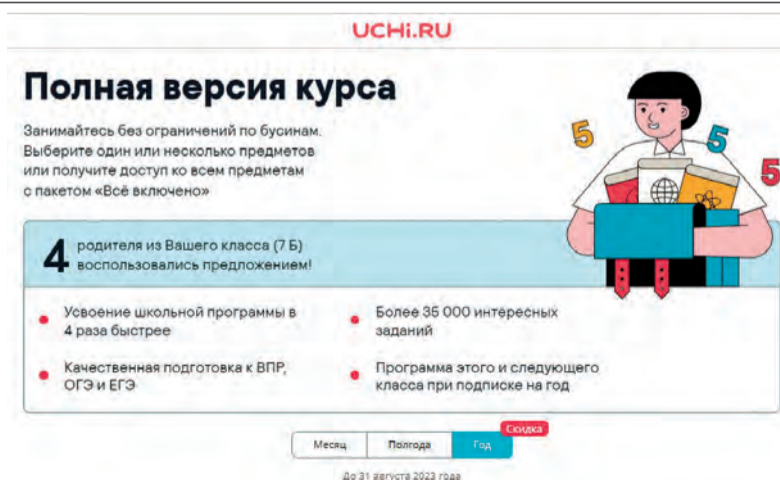 UCHi.RU
Полная версия курса
Занимайтесь без ограничений по бусинам.
Выберите один или несколько предметов
или получите доступ ко всем предметам
с пакетом «Всё включено»
5
5
5
4 родителя из Вашего класса (7 Б)
воспользовались предложением!
Усвоение школьной программы в
4 раза быстрее
Более 35 000 интересных
заданий
Качественная подготовка к ВПР,
ОГЭ и ЕГЭ
Программа этого и следующего
класса при подписке на год
Скидка
Месяц Полгода Год
До 31 августа 2023 года